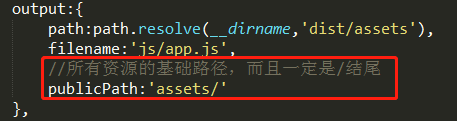 output:{
path:path.resolve(__dirname,'dist/assets'),
filename:'js/app.js',
//所有资源的基础路径，而且一定是/结尾
publicPath:'assets/'
},